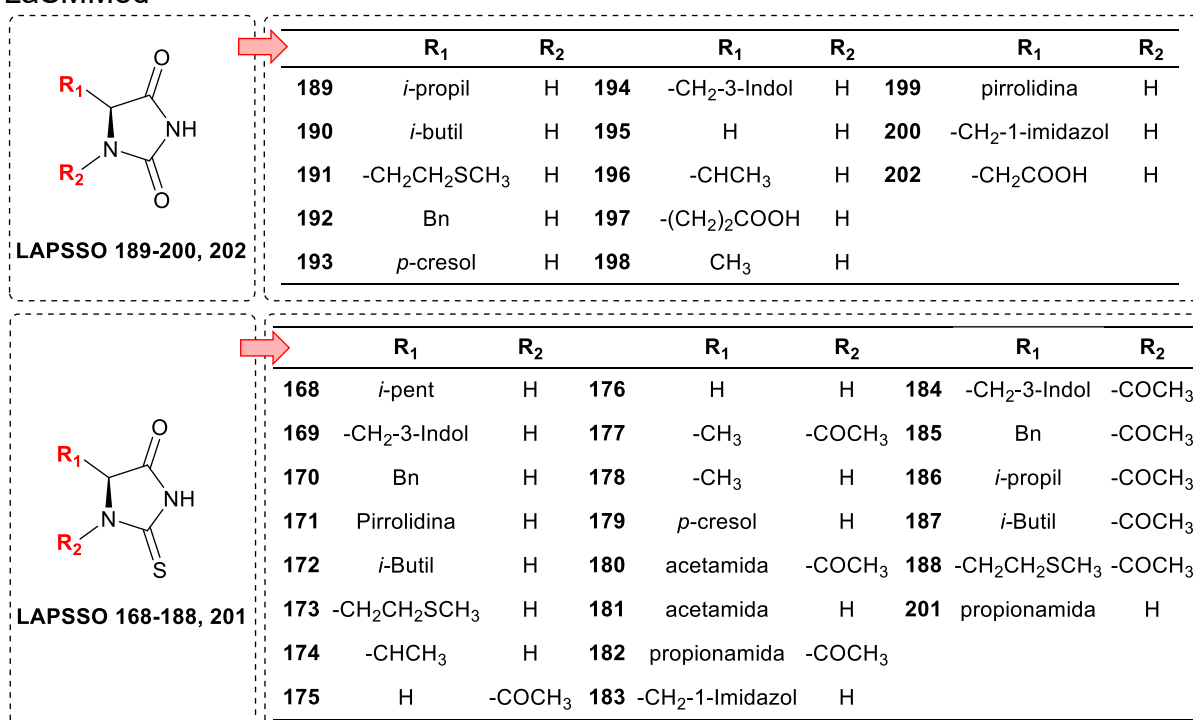 LaSMMed
R1
O
NH
N
R2
O
LAPSSO 189-200, 202
R1 R2 R1 R2 R1 R2
189 i-propil H 194 -CH2-3-Indol H 199 pirrolidina H
190 i-butil H 195 H H 200 -CH2-1-imidazol H
191 -CH2CH2SCH3 H 196 -CHCH3 H 202 -CH2COOH H
192 Bn H 197 -(CH2)2COOH H
193 p-cresol H 198 CH3 H
R1
O
NH
N
R2
S
LAPSSO 168-188, 201
R1 R2 R1 R2 R1 R2
168 i-pent H 176 H H 184 -CH2-3-Indol -COCH3
169 -CH2-3-Indol H 177 -CH3 -COCH3 185 Bn -COCH3
170 Bn H 178 -CH3 H 186 i-propil -COCH3
171 Pirrolidina H 179 p-cresol H 187 i-Butil -COCH3
172 i-Butil H 180 acetamida -COCH3 188 -CH2CH2SCH3 -COCH3
173 -CH2CH2SCH3 H 181 acetamida H 201 propionamida H
174 -CHCH3 H 182 propionamida -COCH3
175 H -COCH3 183 -CH2-1-Imidazol H